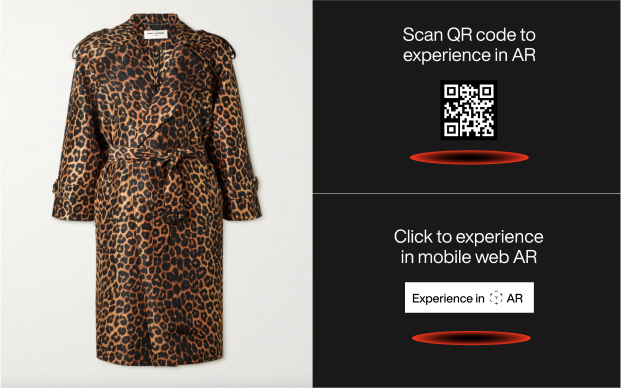 Scan QR code to
experience in AR
Click to experience
in mobile web AR
Experience in AR